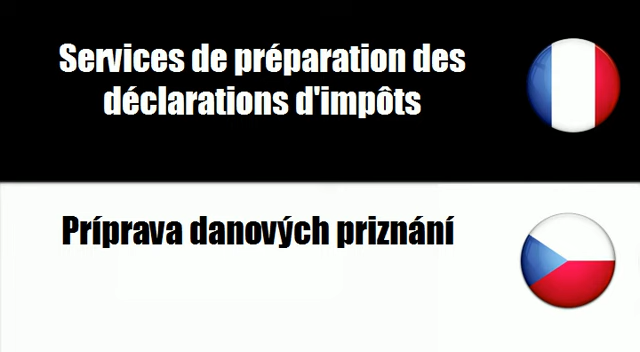 Services de préparation des
déclarations d'impôts
Príprava danových priznání